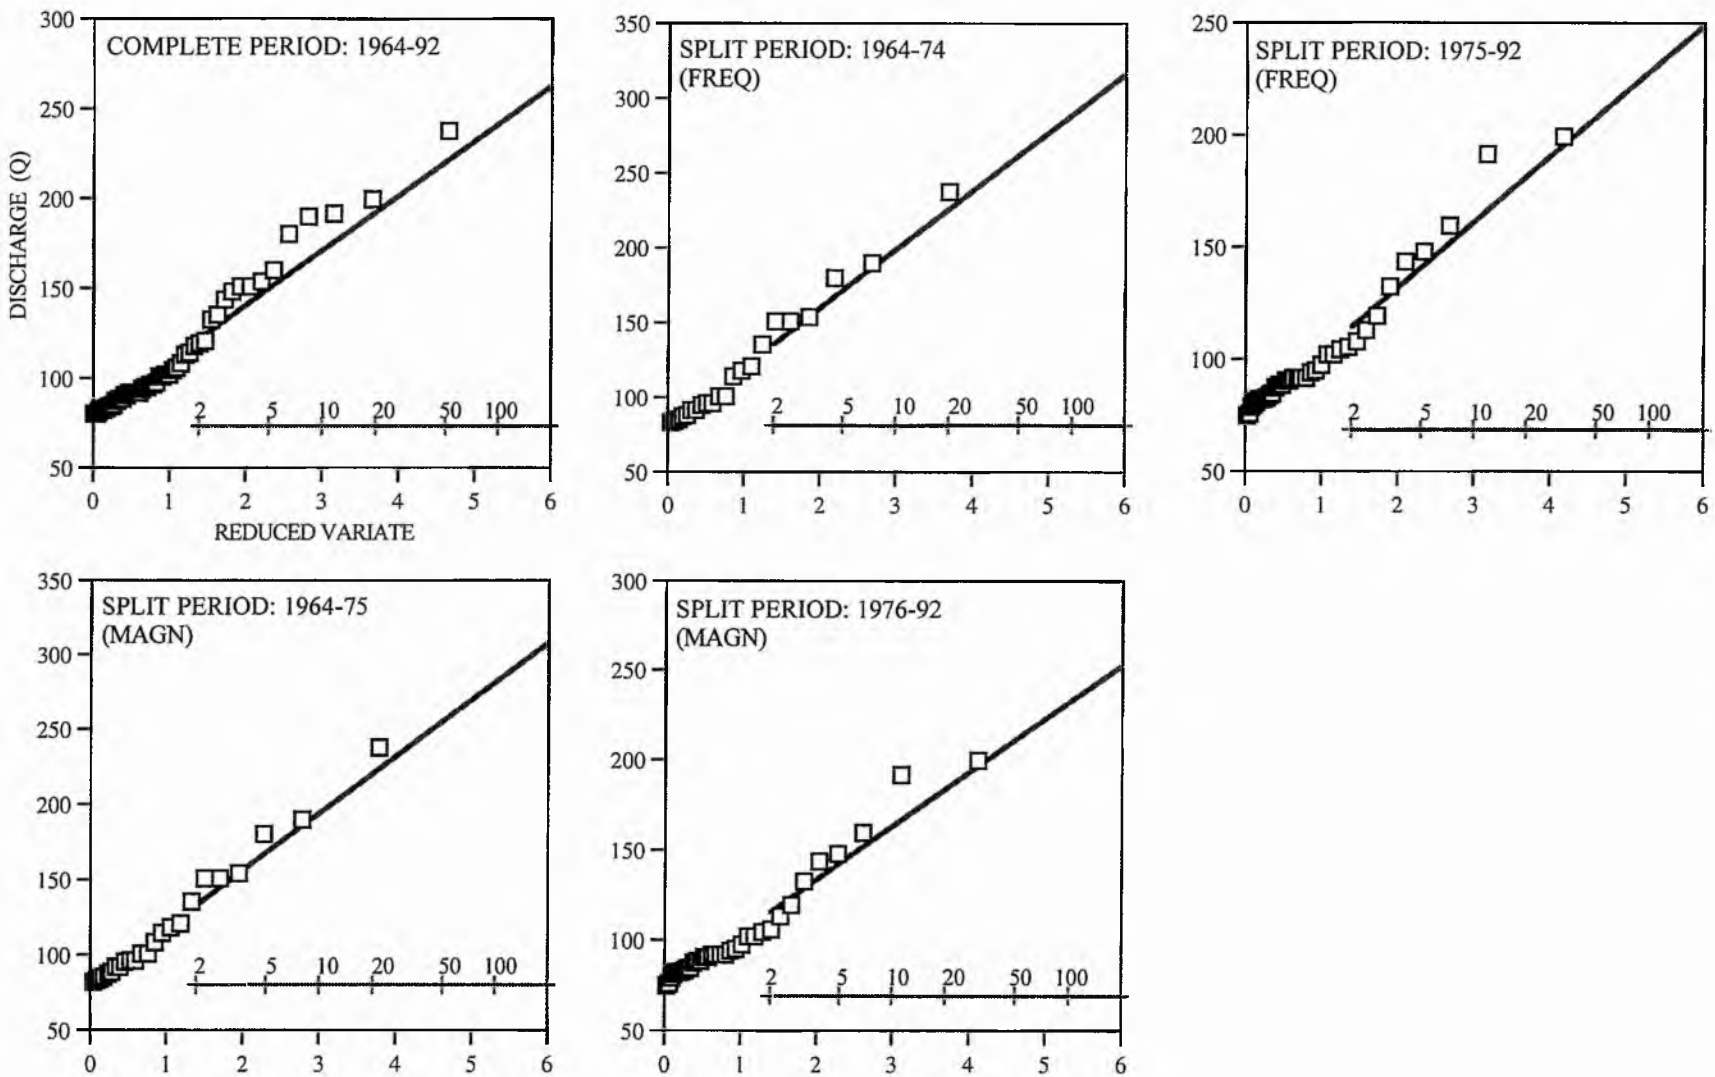 COMPLETE PERIOD: 1964-92
300
250
200
150
100
50
DISCHARGE (Q)
2 5 10 20 50 100
0 1 2 3 4 5 6
REDUCED VARIATE
SPLIT PERIOD: 1964-74
(FREQ)
350
300
250
200
150
100
50
2 5 10 20 50 100
0 1 2 3 4 5 6
SPLIT PERIOD: 1975-92
(FREQ)
250
200
150
100
50
2 5 10 20 50 100
0 1 2 3 4 5 6
SPLIT PERIOD: 1964-75
(MAGN)
350
300
250
200
150
100
50
2 5 10 20 50 100
0 1 2 3 4 5 6
SPLIT PERIOD: 1976-92
(MAGN)
300
250
200
150
100
50
2 5 10 20 50 100
0 1 2 3 4 5 6